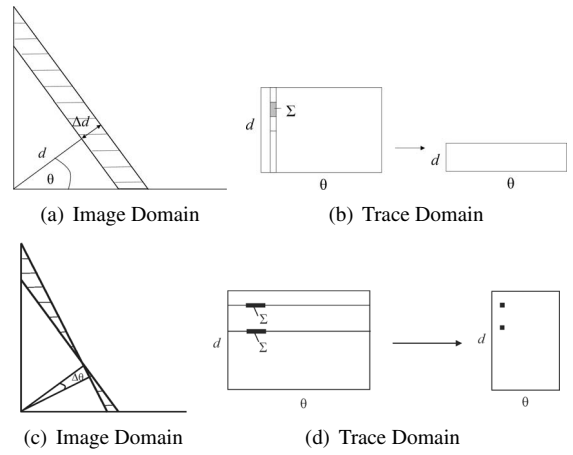 Δd
d
θ
(a) Image Domain
d
Σ
θ
d
θ
(b) Trace Domain
Δθ
(c) Image Domain
Σ
Σ
d
θ
d
θ
(d) Trace Domain